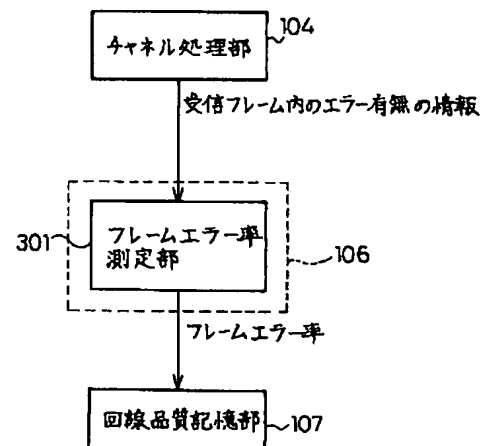 チャネル処理部
104
受信フレーム内のエラー有無の情報
301
フレームエラー率
測定部
106
フレームエラー率
回線品質記憶部
107